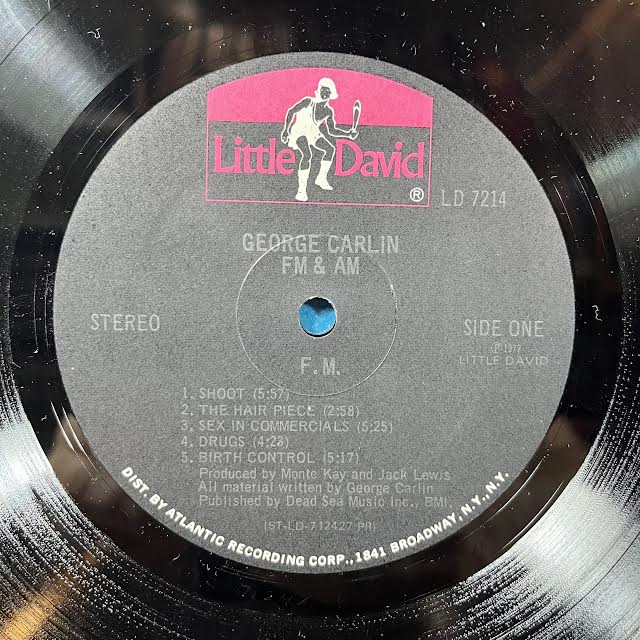 Little David
®
LD 7214
GEORGE CARLIN
FM & AM
STEREO
SIDE ONE
℗ 1972
LITTLE DAVID
F. M.
1. SHOOT (5:57)
2. THE HAIR PIECE (2:58)
3. SEX IN COMMERCIALS (5:25)
4. DRUGS (4:23)
5. BIRTH CONTROL (5:17)
Produced by Monte Kay and Jack Lewis
All material written by George Carlin
Published by Dead Sea Music Inc., BMI.
(ST-LD-712427 PR)
DIST. BY ATLANTIC RECORDING CORP., 1841 BROADWAY, N.Y., N.Y.